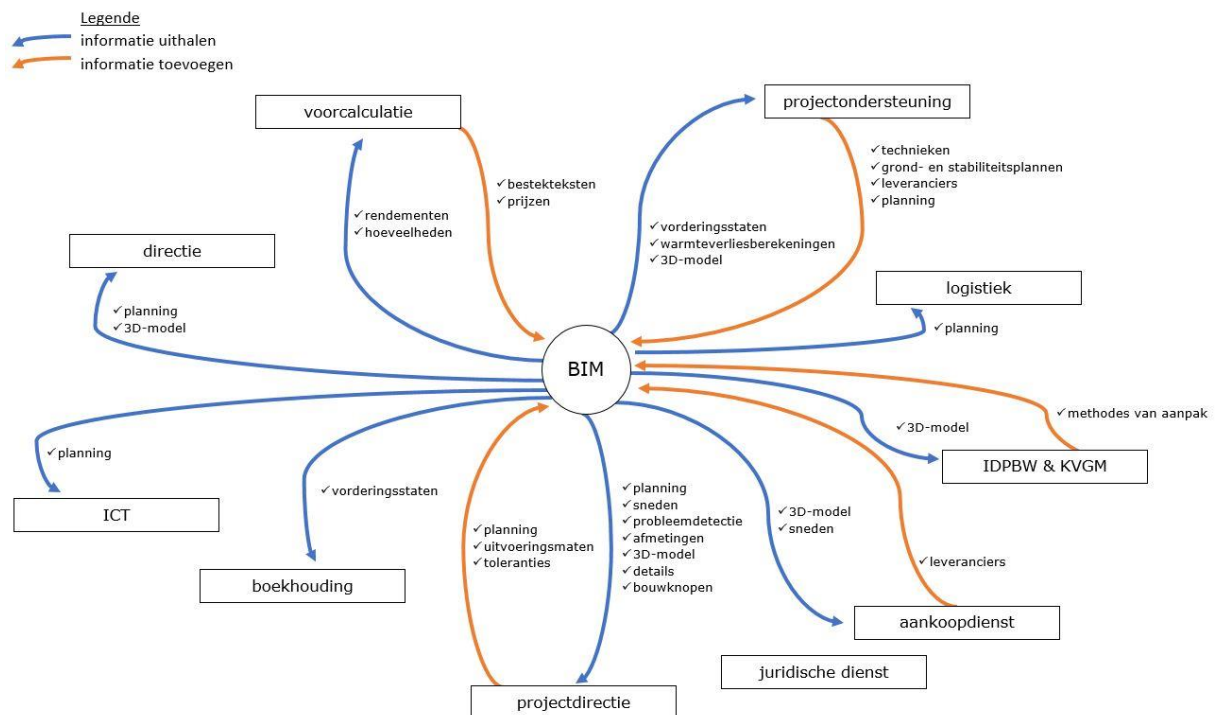 Legende
informatie uithalen
informatie toevoegen
voorcalculatie
projectondersteuning
✓technieken
✓grond- en stabiliteitsplannen
✓leveranciers
✓planning
✓bestekteksten
✓prijzen
✓rendementen
✓hoeveelheden
✓vorderingsstaten
✓warmteverliesberekeningen
✓3D-model
directie
✓planning
✓3D-model
logistiek
✓planning
BIM
✓methodes van aanpak
✓3D-model
IDPBW & KVGM
✓planning
ICT
✓vorderingsstaten
boekhouding
✓planning
✓uitvoeringsmaten
✓toleranties
✓planning
✓sneden
✓probleemdetectie
✓afmetingen
✓3D-model
✓details
✓bouwknopen
✓3D-model
✓sneden
✓leveranciers
aankoopdienst
juridische dienst
projectdirectie